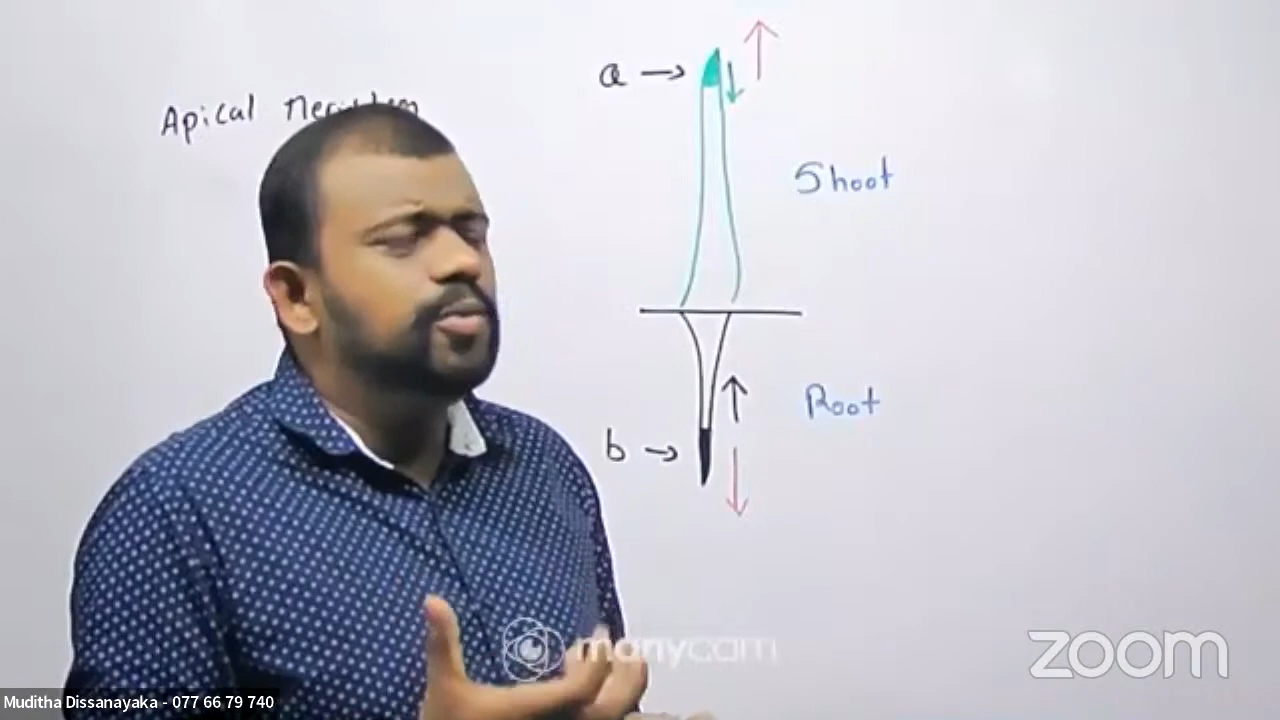 a →
Apical
Shoot
Root
b →
manycam
zoom
Muditha Dissanayaka - 077 66 79 740